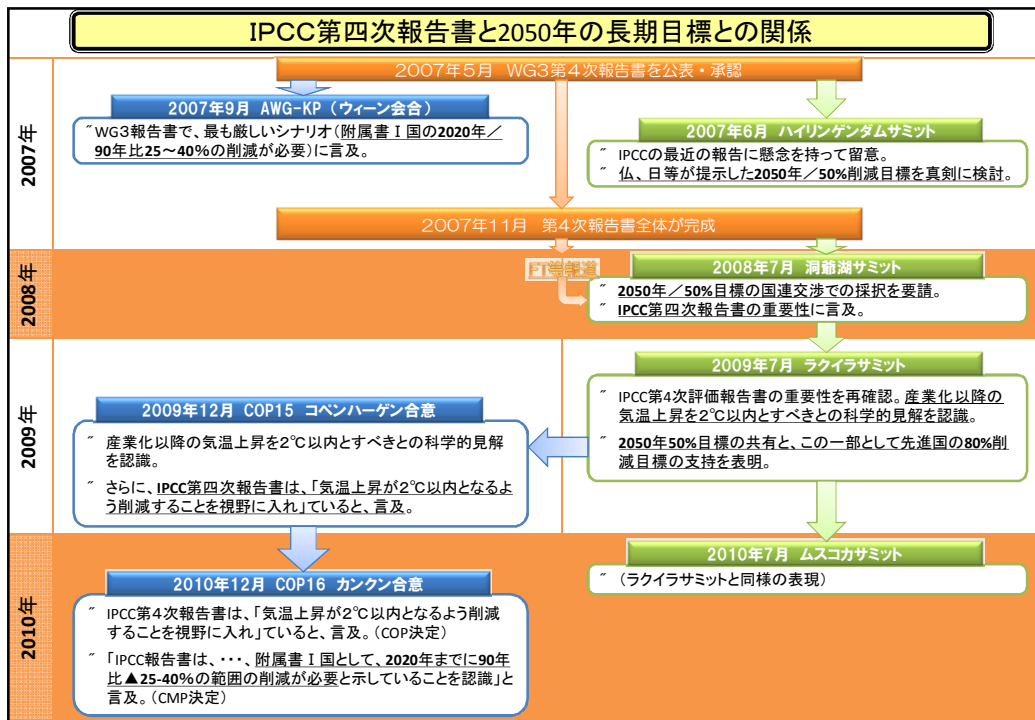 IPCC第四次報告書と2050年の長期目標との関係
2007年
2007年5月 WG3第4次報告書を公表・承認
2007年9月 AWG-KP (ウィーン会合)
″WG3報告書で、最も厳しいシナリオ(附属書Ⅰ国の2020年/
90年比25~40%の削減が必要)に言及。
2007年6月 ハイリンゲンダムサミット
″ IPCCの最近の報告に懸念を持って留意。
″ 仏、日等が提示した2050年/50%削減目標を真剣に検討。
2007年11月 第4次報告書全体が完成
2008年
FT等報道
2008年7月 洞爺湖サミット
″ 2050年/50%目標の国連交渉での採択を要請。
″ IPCC第四次報告書の重要性に言及。
2009年
2009年7月 ラクイラサミット
″ IPCC第4次評価報告書の重要性を再確認。産業化以降の
気温上昇を2℃以内とすべきとの科学的見解を認識。
″ 2050年50%目標の共有と、この一部として先進国の80%削
減目標の支持を表明。
2009年12月 COP15 コペンハーゲン合意
″ 産業化以降の気温上昇を2℃以内とすべきとの科学的見解
を認識。
″ さらに、IPCC第四次報告書は、「気温上昇が2℃以内となるよ
う削減することを視野に入れ」ていると、言及。
2010年
2010年7月 ムスコカサミット
″ (ラクイラサミットと同様の表現)
2010年12月 COP16 カンクン合意
″ IPCC第4次報告書は、「気温上昇が2℃以内となるよう削減
することを視野に入れ」ていると、言及。(COP決定)
″ 「IPCC報告書は、・・・、附属書Ⅰ国として、2020年までに90年
比▲25-40%の範囲の削減が必要と示していることを認識」と
言及。(CMP決定)